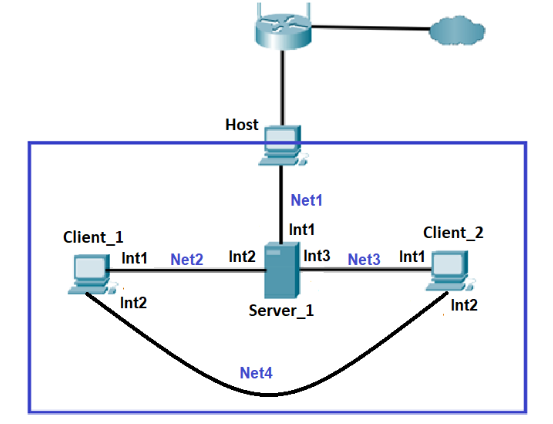 Host
Net1
Int1
Client_1
Client_2
Int1
Net2
Int2
Int3
Net3
Int1
Int2
Server_1
Int2
Net4